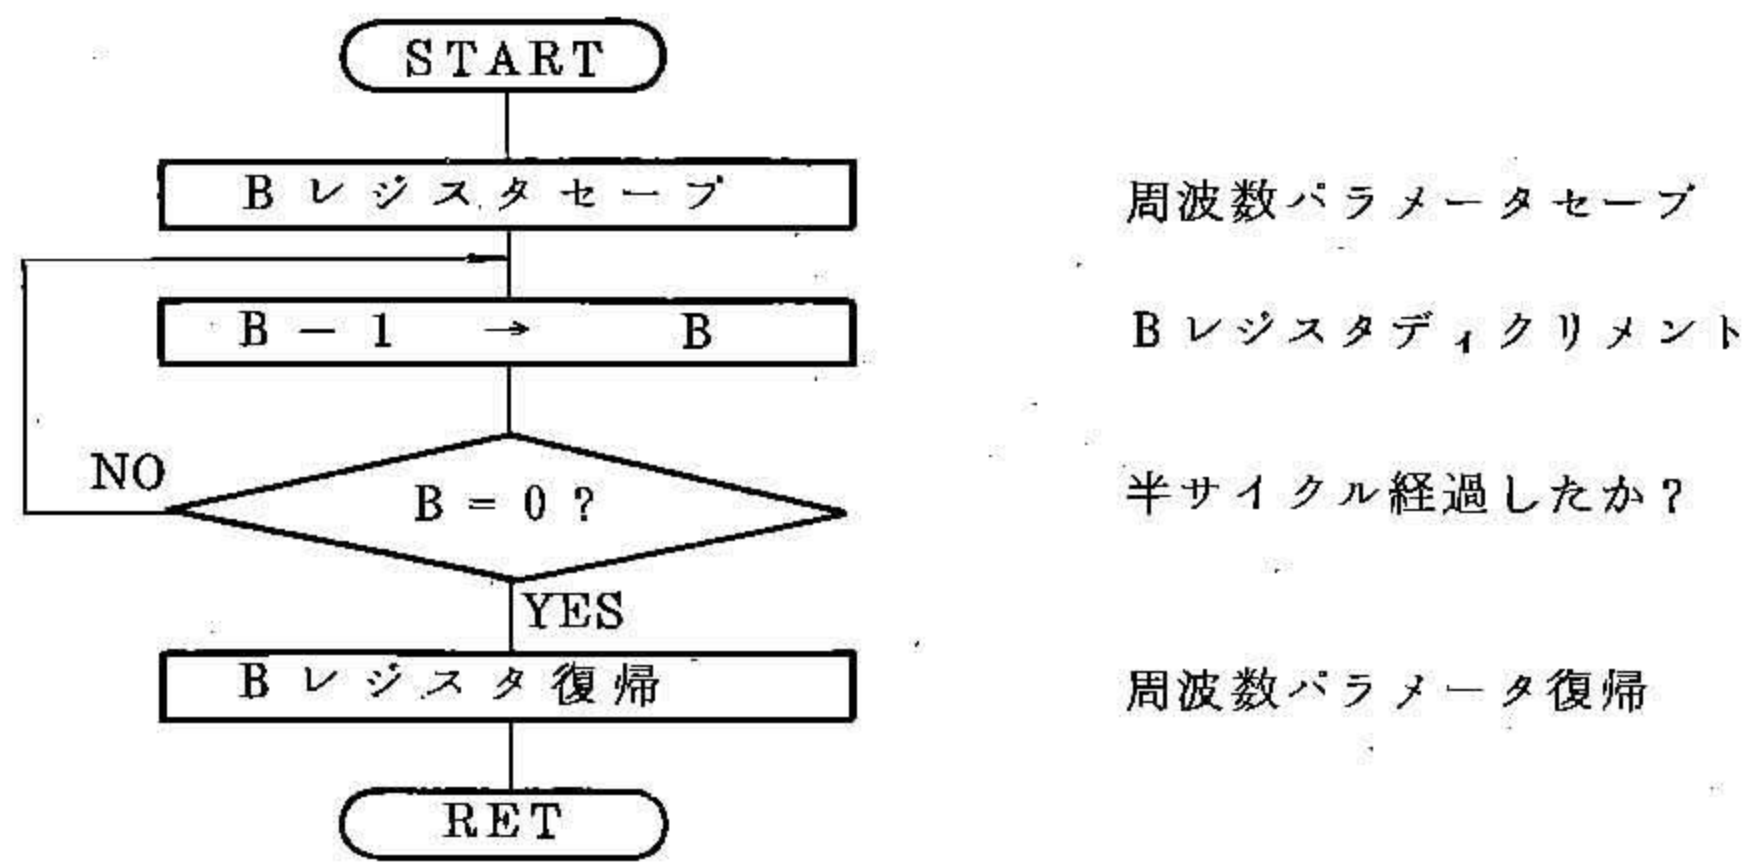 START
Bレジスタセーブ 周波数パラメータセーブ
B－1 → B Bレジスタディクリメント
NO
B = 0 ? 半サイクル経過したか?
YES
Bレジスタ復帰 周波数パラメータ復帰
RET